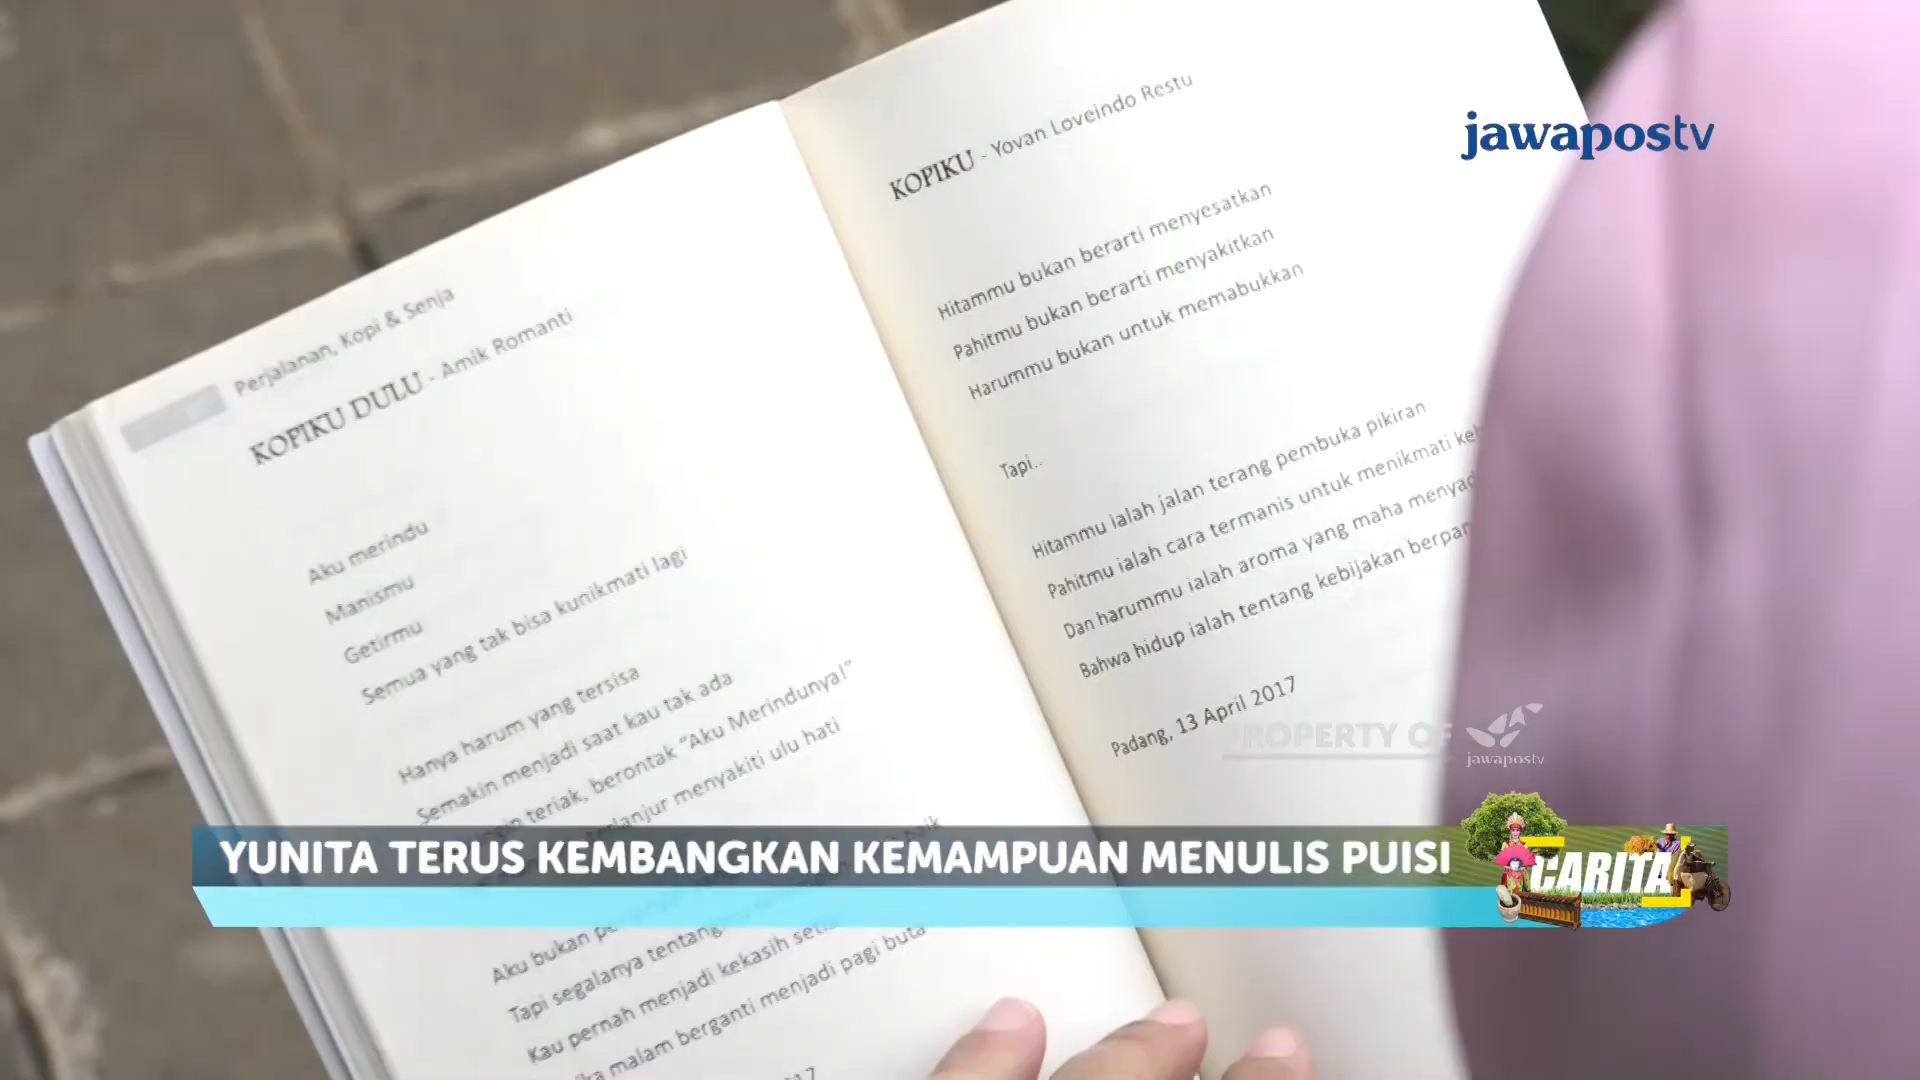 Perjalanan, Kopi & Senja
KOPIKU DULU - Amik Romanti
Aku merindu
Manismu
Getirmu
Semua yang tak bisa kunikmati lagi
Hanya harum yang tersisa
Semakin menjadi saat kau tak ada
teriak, berontak “Aku Merindunya!”
menyakiti ulu hati
Aku bukan
Tapi segalanya
Kau pernah menjadi kekasih
malam berganti menjadi pagi buta
KOPIKU - Yovan Loveindo Restu
Hitammu bukan berarti menyesatkan
Pahitmu bukan berarti menyakitkan
Harummu bukan untuk memabukkan
Tapi..
Hitammu ialah jalan terang pembuka pikiran
Pahitmu ialah cara termanis untuk menikmati
Dan harummu ialah aroma yang maha
Bahwa hidup ialah tentang kebijakan
Padang, 13 April 2017
jawapostv
PROPERTY OF
jawapostv
YUNITA TERUS KEMBANGKAN KEMAMPUAN MENULIS PUISI
CARITA